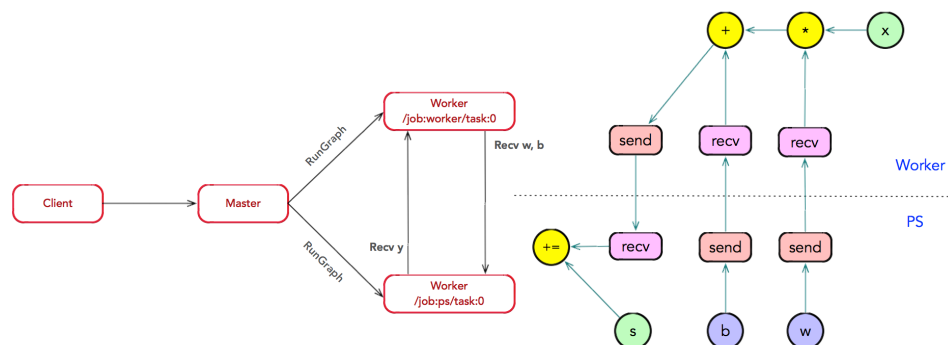 Client
Master
RunGraph
RunGraph
Worker
/job:worker/task:0
Recv w, b
Recv y
Worker
/job:ps/task:0
+
*
x
send
recv
recv
Worker
PS
+=
recv
send
send
s
b
w